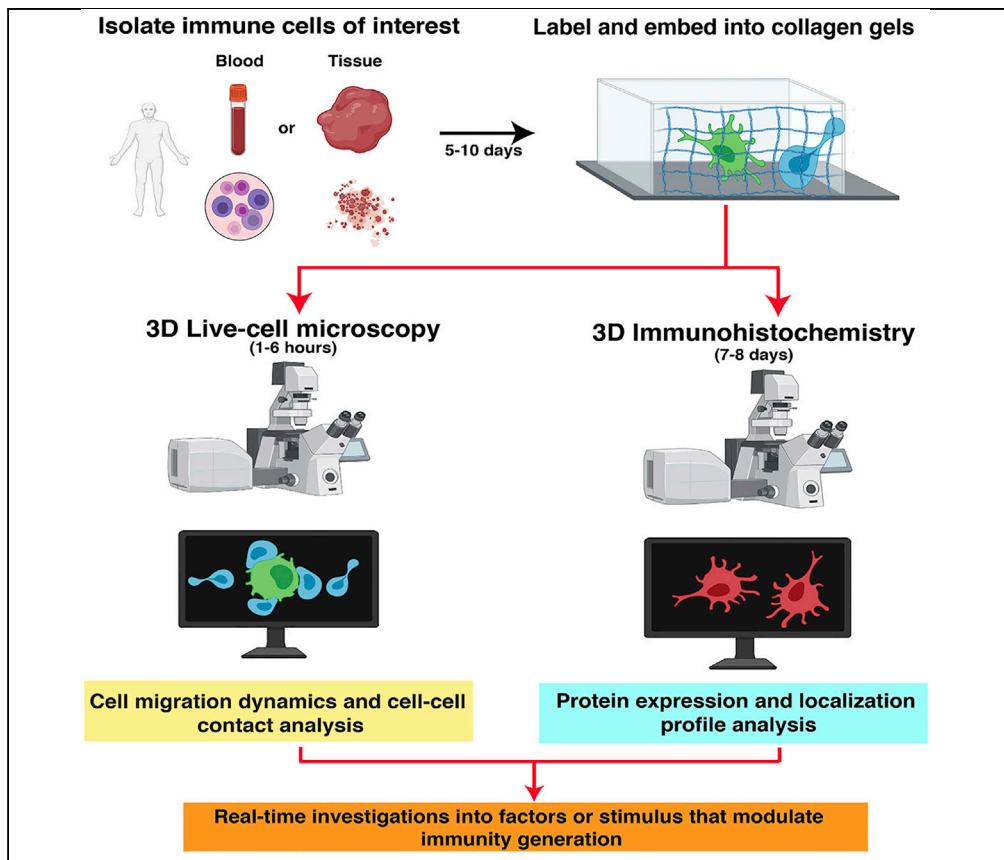 Isolate immune cells of interest
Label and embed into collagen gels
Blood
Tissue
or
5-10 days
3D Live-cell microscopy
(1-6 hours)
3D Immunohistochemistry
(7-8 days)
Cell migration dynamics and cell-cell
contact analysis
Protein expression and localization
profile analysis
Real-time investigations into factors or stimulus that modulate
immunity generation